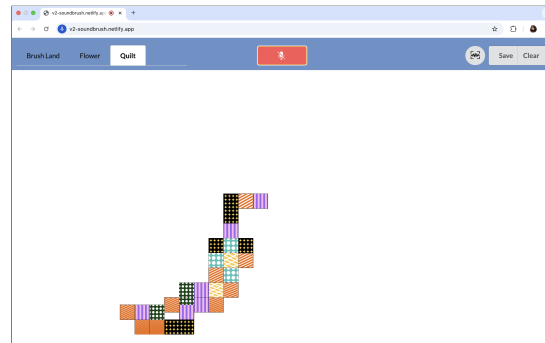 v2-soundbrush.netlify.app
v2-soundbrush.netlify.app
Brush Land
Flower
Quilt
Save
Clear